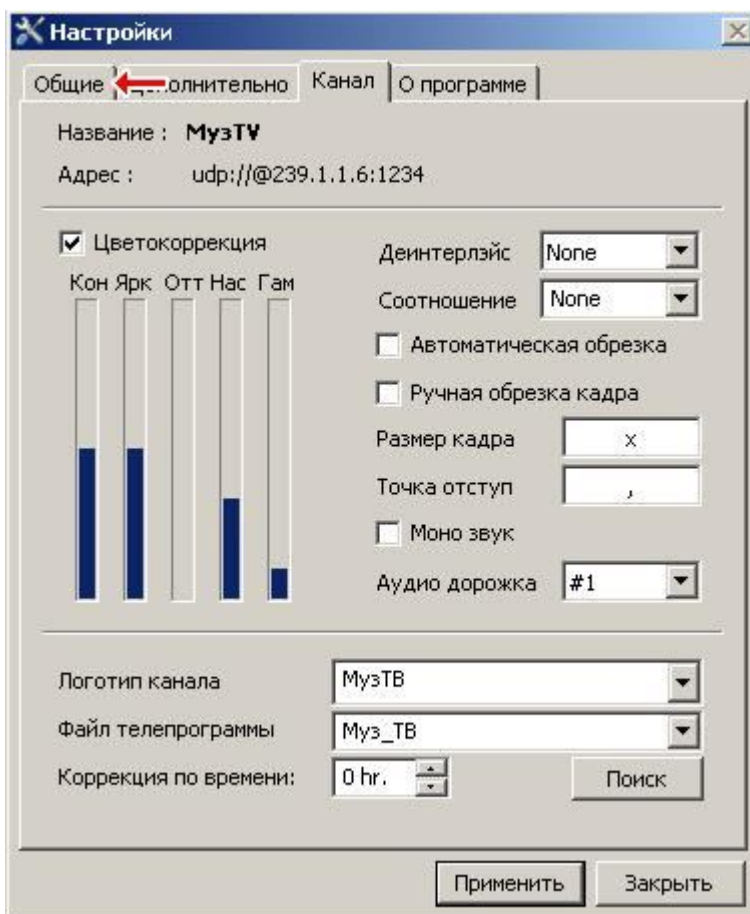 Настройки
Общие
Канал
О программе
Название : МузTV
Адрес : udp://@239.1.1.6:1234
Цветокоррекция
Кон Ярк Отт Нас Гам
Деинтерлэйс None
Соотношение None
Автоматическая обрезка
Ручная обрезка кадра
Размер кадра x
Точка отступ ,
Моно звук
Аудио дорожка #1
Логотип канала МузТВ
Файл телепрограммы Муз_ТВ
Коррекция по времени: 0 hr. Поиск
Применить Закрыть